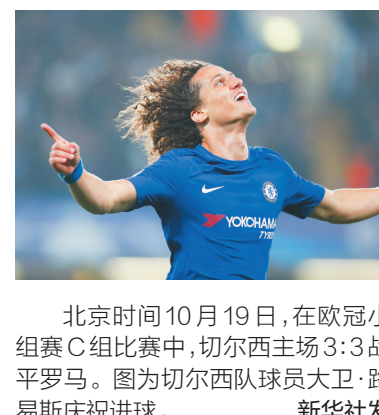 YOKOHAMA
TYRES
北京时间10月19日,在欧冠小
组赛C组比赛中,切尔西主场3:3战
平罗马。图为切尔西队球员大卫·路
易斯庆祝进球。 新华社发